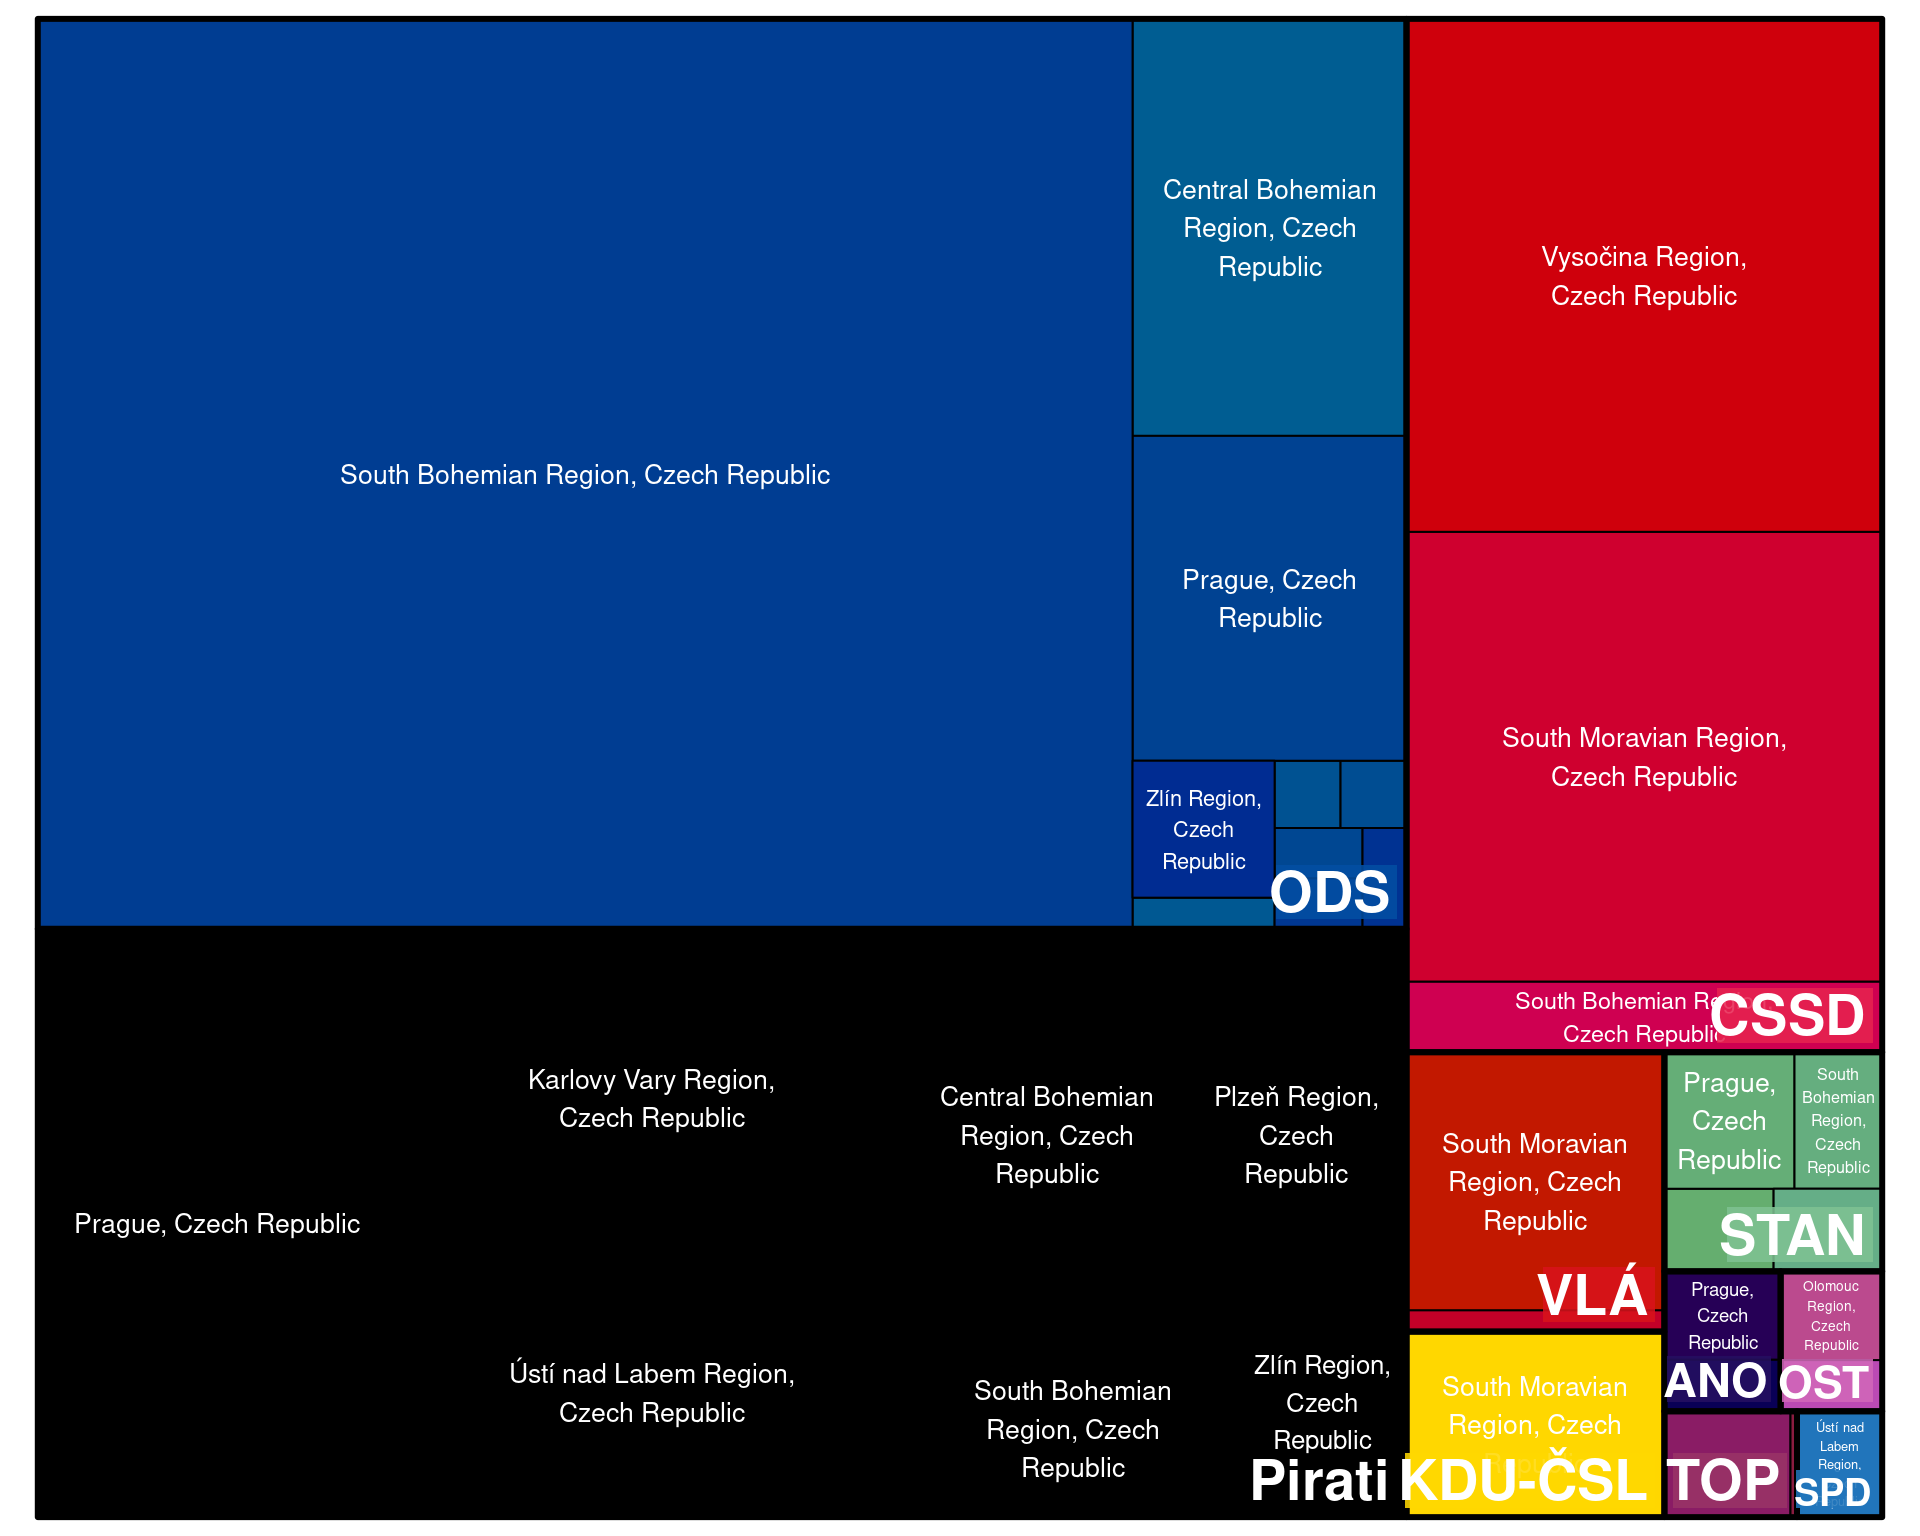 South Bohemian Region, Czech Republic
Central Bohemian
Region, Czech
Republic
Prague, Czech
Republic
Zlín Region,
Czech
Republic
ODS
Vysočina Region,
Czech Republic
South Moravian Region,
Czech Republic
South Bohemian Region,
Czech Republic
CSSD
Prague, Czech Republic
Karlovy Vary Region,
Czech Republic
Ústí nad Labem Region,
Czech Republic
Central Bohemian
Region, Czech
Republic
Plzeň Region,
Czech
Republic
South Bohemian
Region, Czech
Republic
Zlín Region,
Czech
Republic
Pirati
South Moravian
Region, Czech
Republic
VLÁ
South Moravian
Region, Czech
KDU-ČSL
Prague,
Czech
Republic
South
Bohemian
Region,
Czech
Republic
STAN
Prague,
Czech
Republic
ANO
Olomouc
Region,
Czech
Republic
OST
TOP
Ústí nad
Labem
Region,
SPD